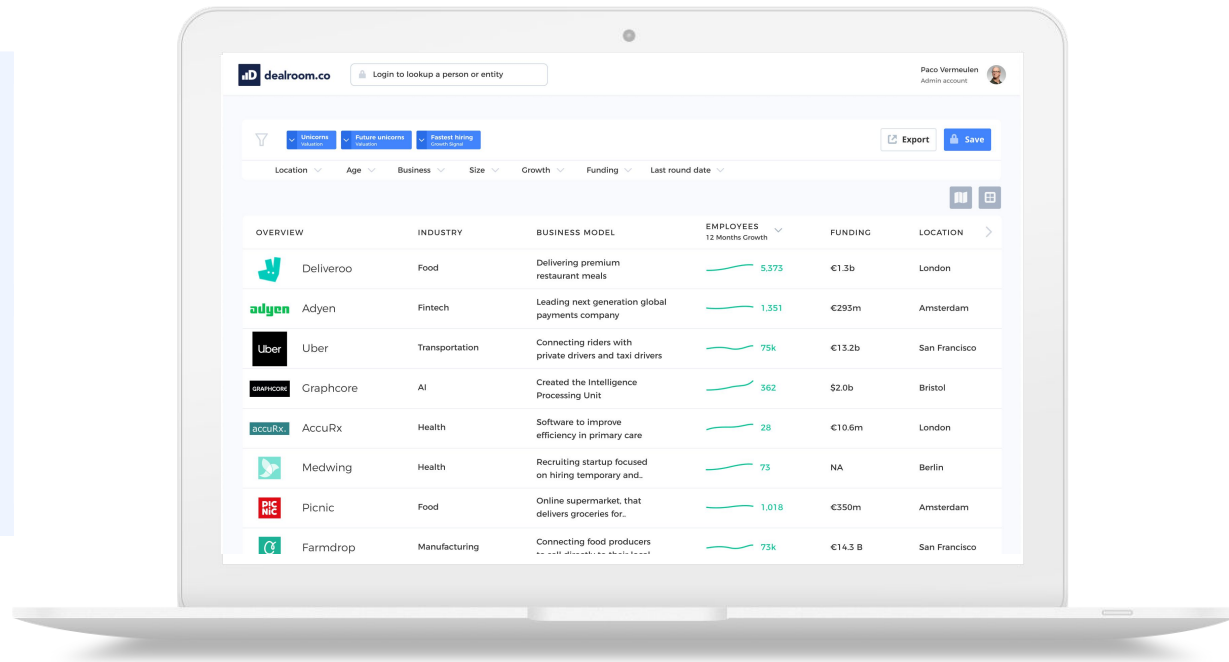 dealroom.co
Login to lookup a person or entity
Paco Vermeulen
Admin account
Unicorns
Valuation
Future unicorns
Valuation
Fastest hiring
Growth Signal
Export
Save
Location
Age
Business
Size
Growth
Funding
Last round date
OVERVIEW
INDUSTRY
BUSINESS MODEL
EMPLOYEES
12 Months Growth
FUNDING
LOCATION
Deliveroo
Food
Delivering premium
restaurant meals
5,373
€1.3b
London
adyen
Adyen
Fintech
Leading next generation global
payments company
1,351
€293m
Amsterdam
Uber
Uber
Transportation
Connecting riders with
private drivers and taxi drivers
75k
€13.2b
San Francisco
GRAPHCORE
Graphcore
AI
Created the Intelligence
Processing Unit
362
$2.0b
Bristol
accuRx.
AccuRx
Health
Software to improve
efficiency in primary care
28
€10.6m
London
Medwing
Health
Recruiting startup focused
on hiring temporary and..
73
NA
Berlin
PIC
NiC
Picnic
Food
Online supermarket, that
delivers groceries for..
1,018
€350m
Amsterdam
Farmdrop
Manufacturing
Connecting food producers
to sell directly to their local
73k
€14.3 B
San Francisco